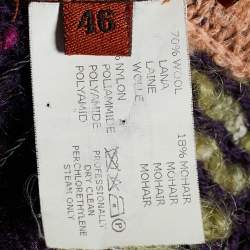 46
70% WOOL
LANA
LAINE
WOLLE
18% MOHAIR
MOHAIR
MOHAIR
MOHAIR
% NYLON
POLIAMMIDE
POLYAMIDE
POLYAMID
PROFESSIONALLY
DRY CLEAN
PERCHLORETHYLENE
STEAM ONLY